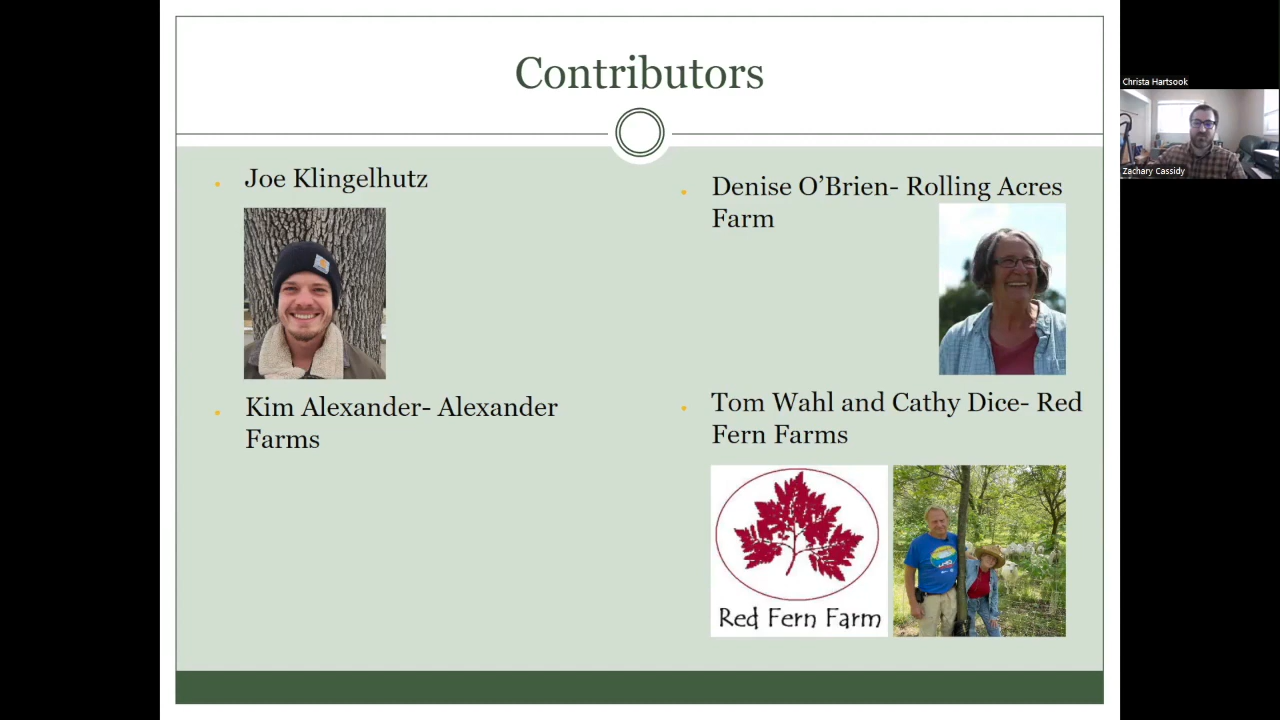 Contributors
Joe Klingelhutz
Kim Alexander- Alexander
Farms
Denise O’Brien- Rolling Acres
Farm
Tom Wahl and Cathy Dice- Red
Fern Farms
Red Fern Farm
Christa Hartsook
Zachary Cassidy